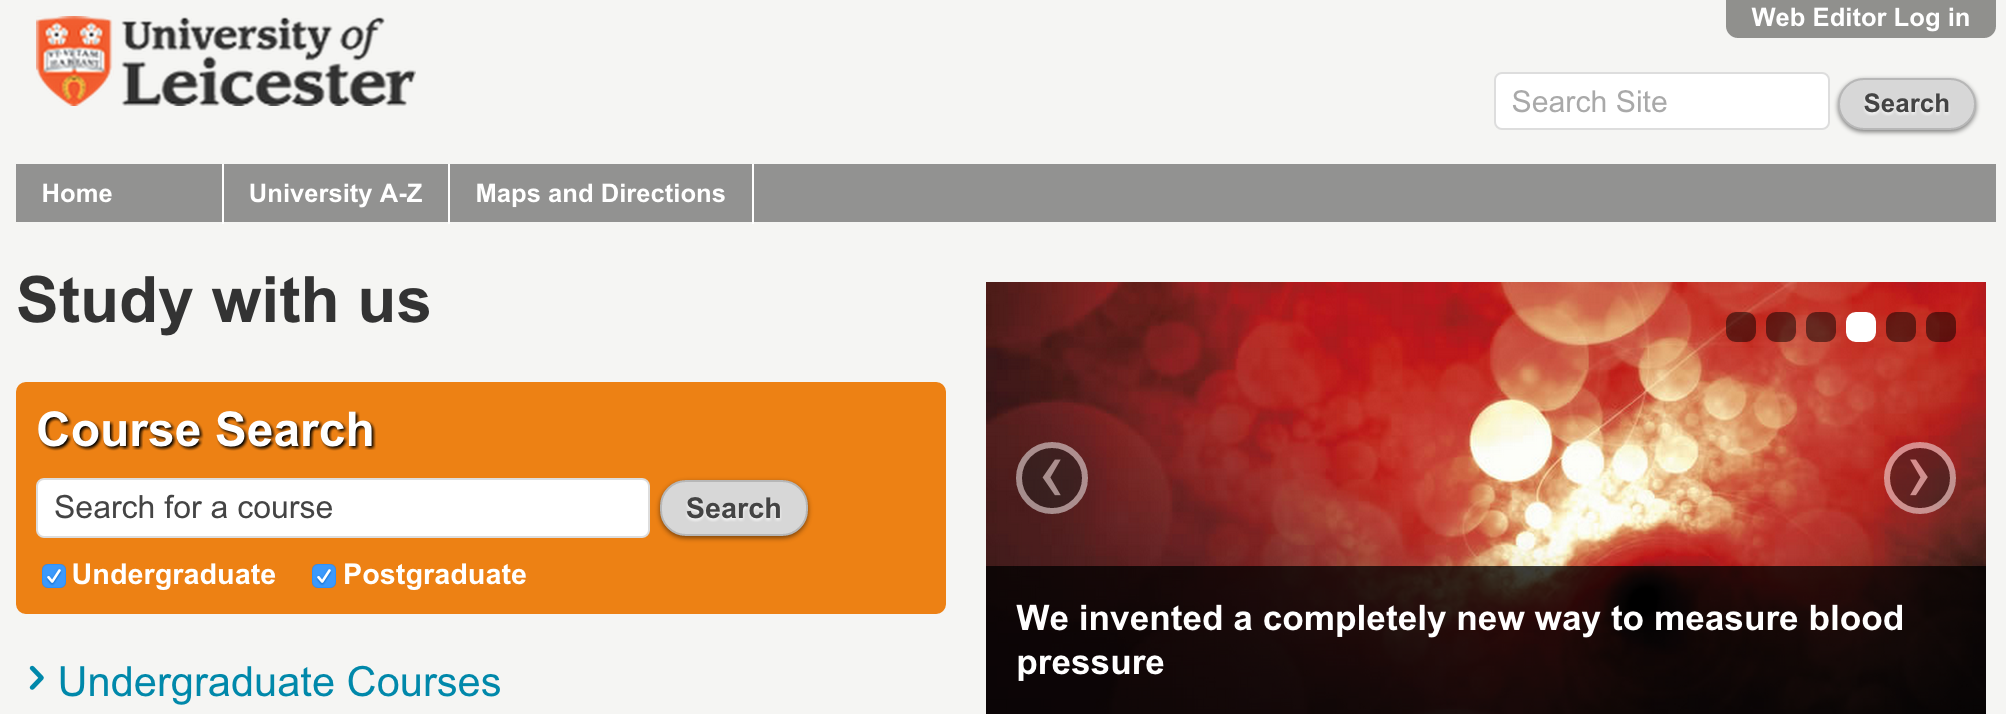 University of
Leicester
Web Editor Log in
Search Site
Search
Home
University A-Z
Maps and Directions
Study with us
Course Search
Search for a course
Search
Undergraduate
Postgraduate
Undergraduate Courses
We invented a completely new way to measure blood
pressure